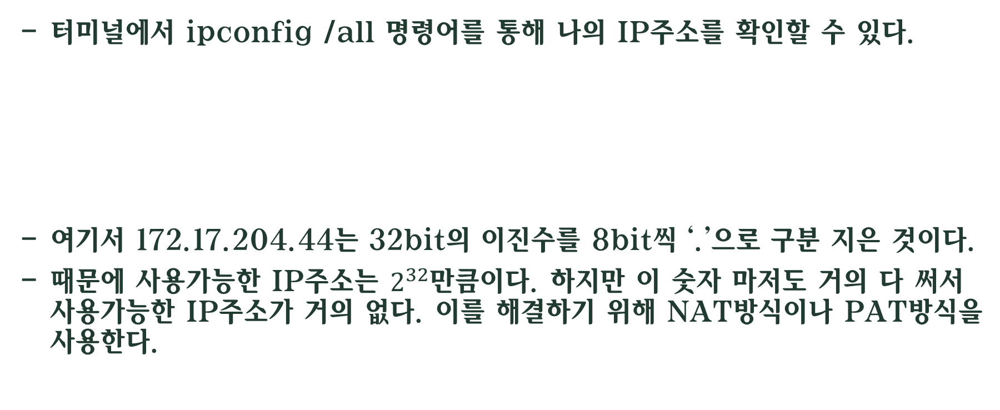 - 터미널에서 ipconfig /all 명령어를 통해 나의 IP주소를 확인할 수 있다.
- 여기서 172.17.204.44는 32bit의 이진수를 8bit씩 ‘.’으로 구분 지은 것이다.
- 때문에 사용가능한 IP주소는 2³²만큼이다. 하지만 이 숫자 마저도 거의 다 써서
사용가능한 IP주소가 거의 없다. 이를 해결하기 위해 NAT방식이나 PAT방식을
사용한다.